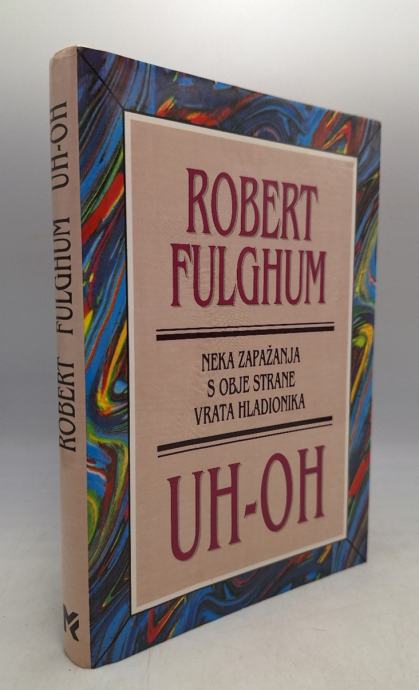 ROBERT FULGHUM UH-OH
ROBERT
FULGHUM
NEKA ZAPAŽANJA
S OBJE STRANE
VRATA HLADIONIKA
UH-OH